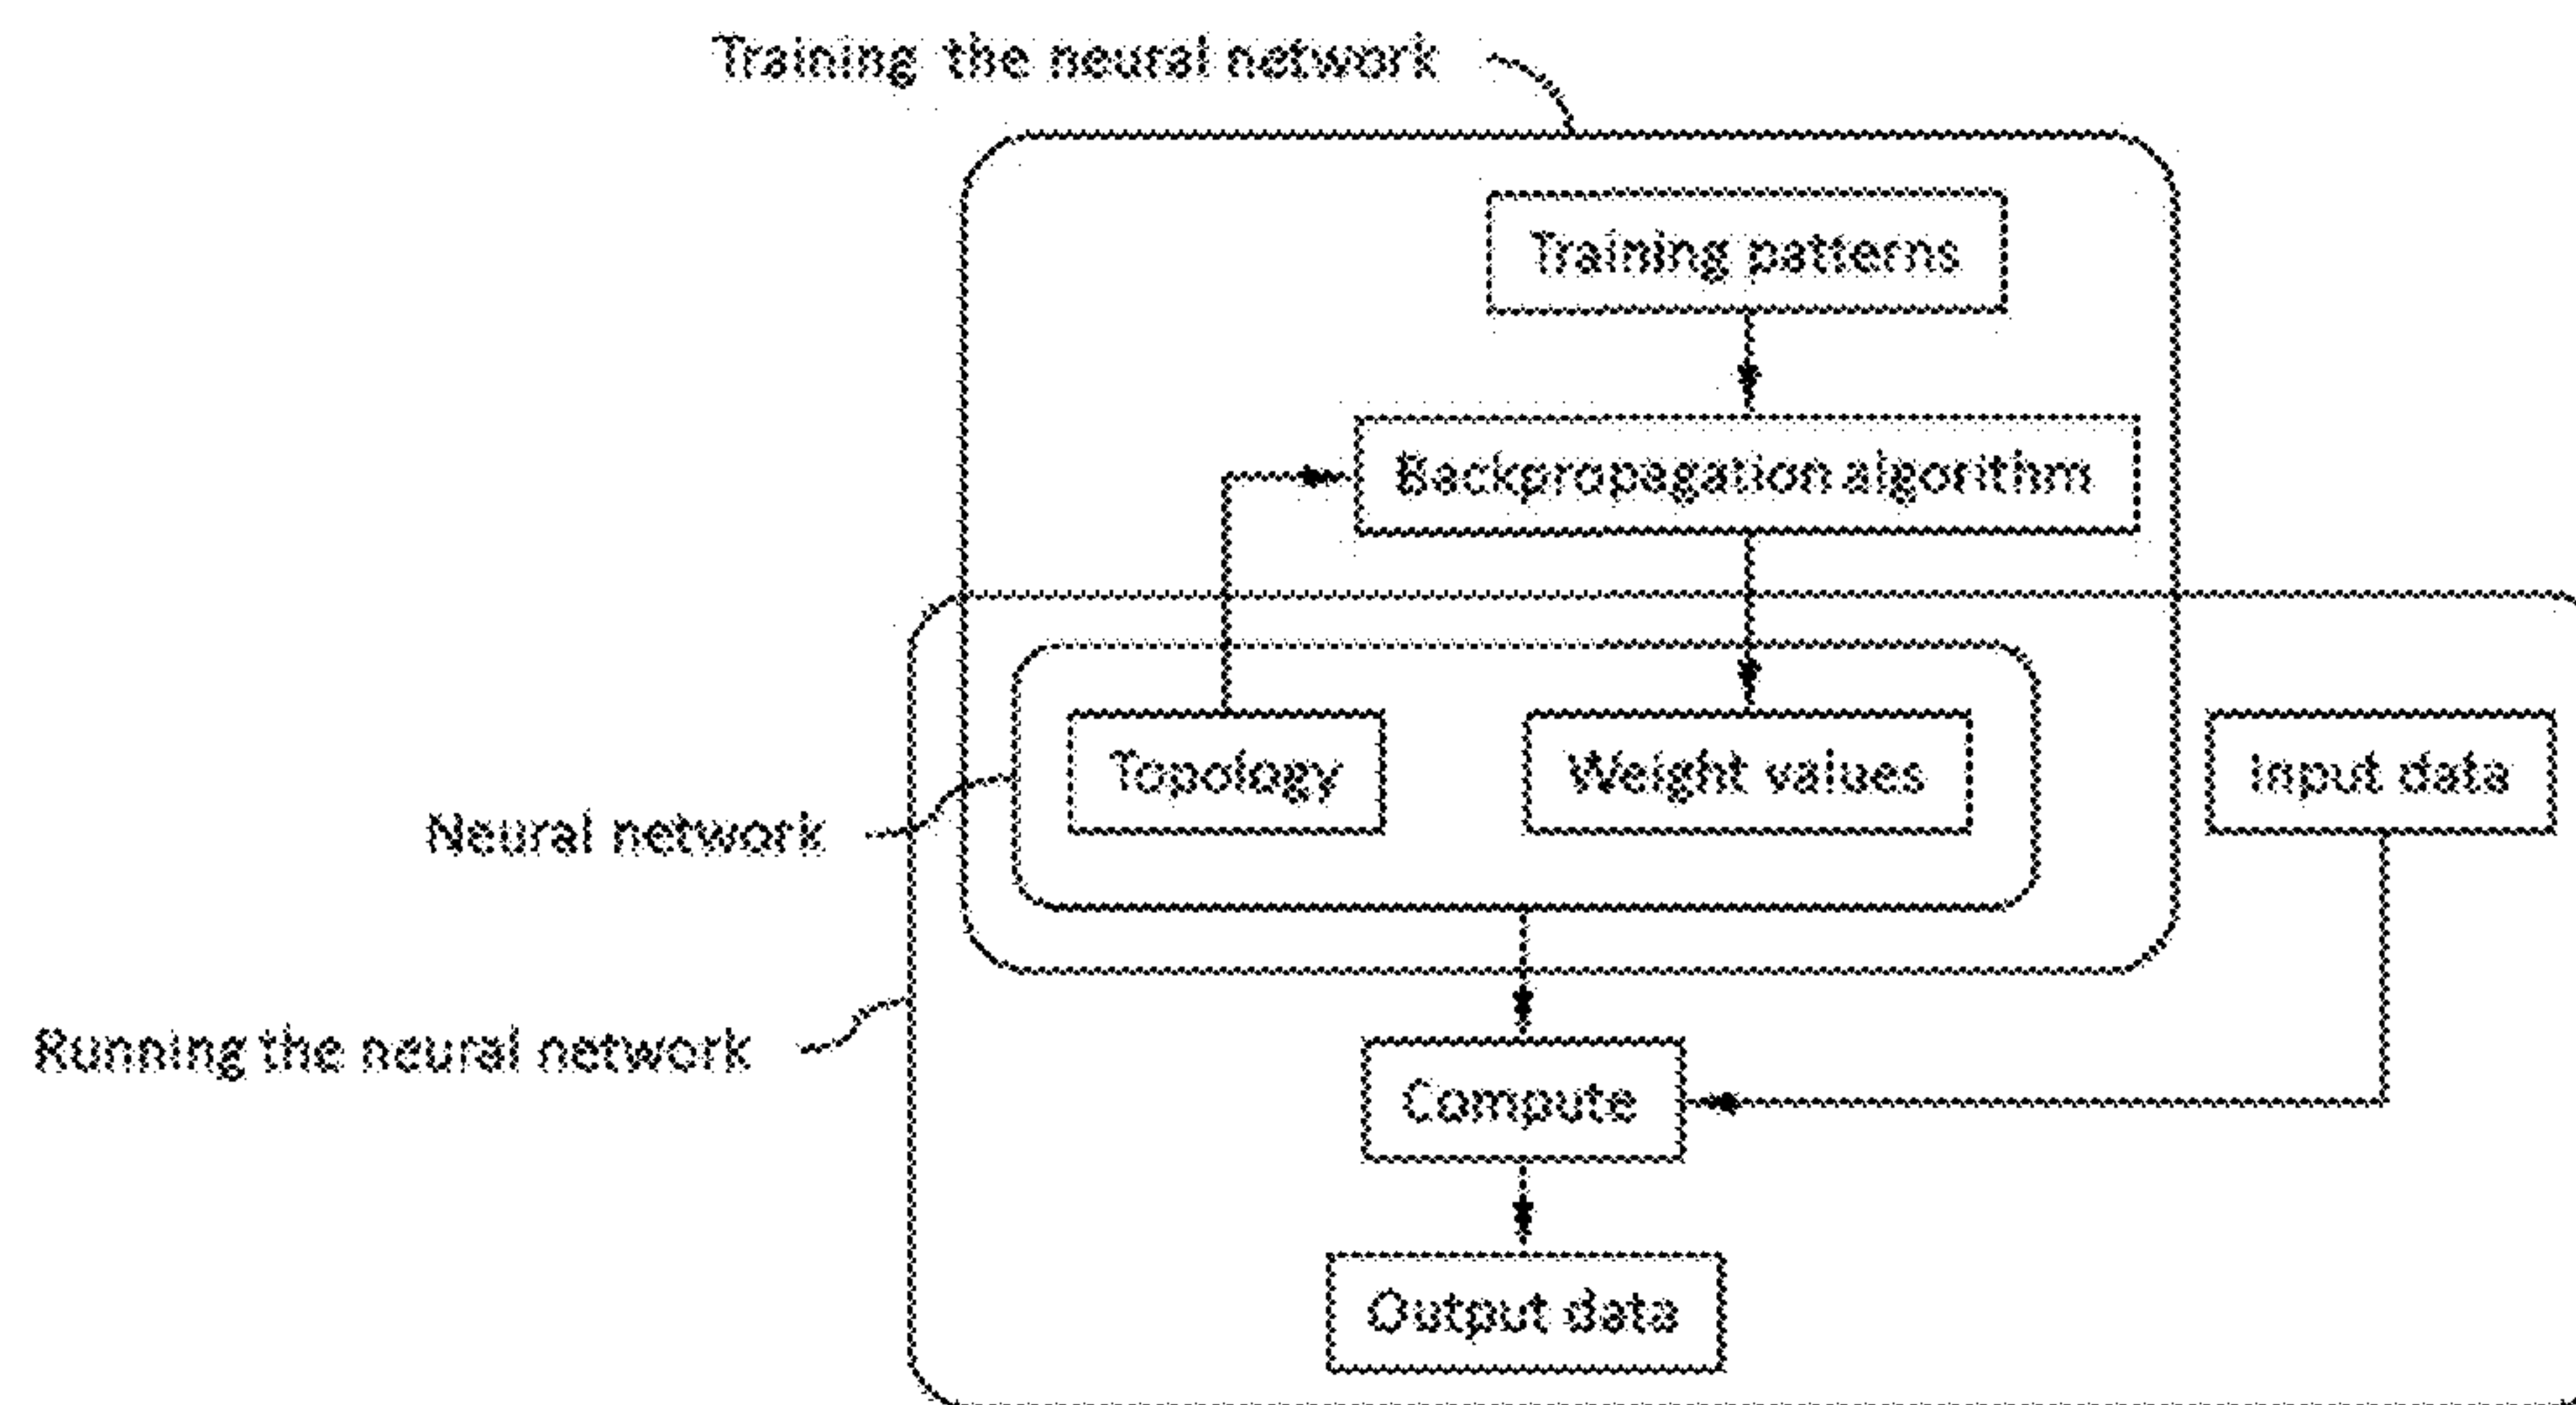 Training the neural network
Training patterns
Backpropagation algorithm
Topology
Weight values
Input data
Neural network
Running the neural network
Compute
Output data